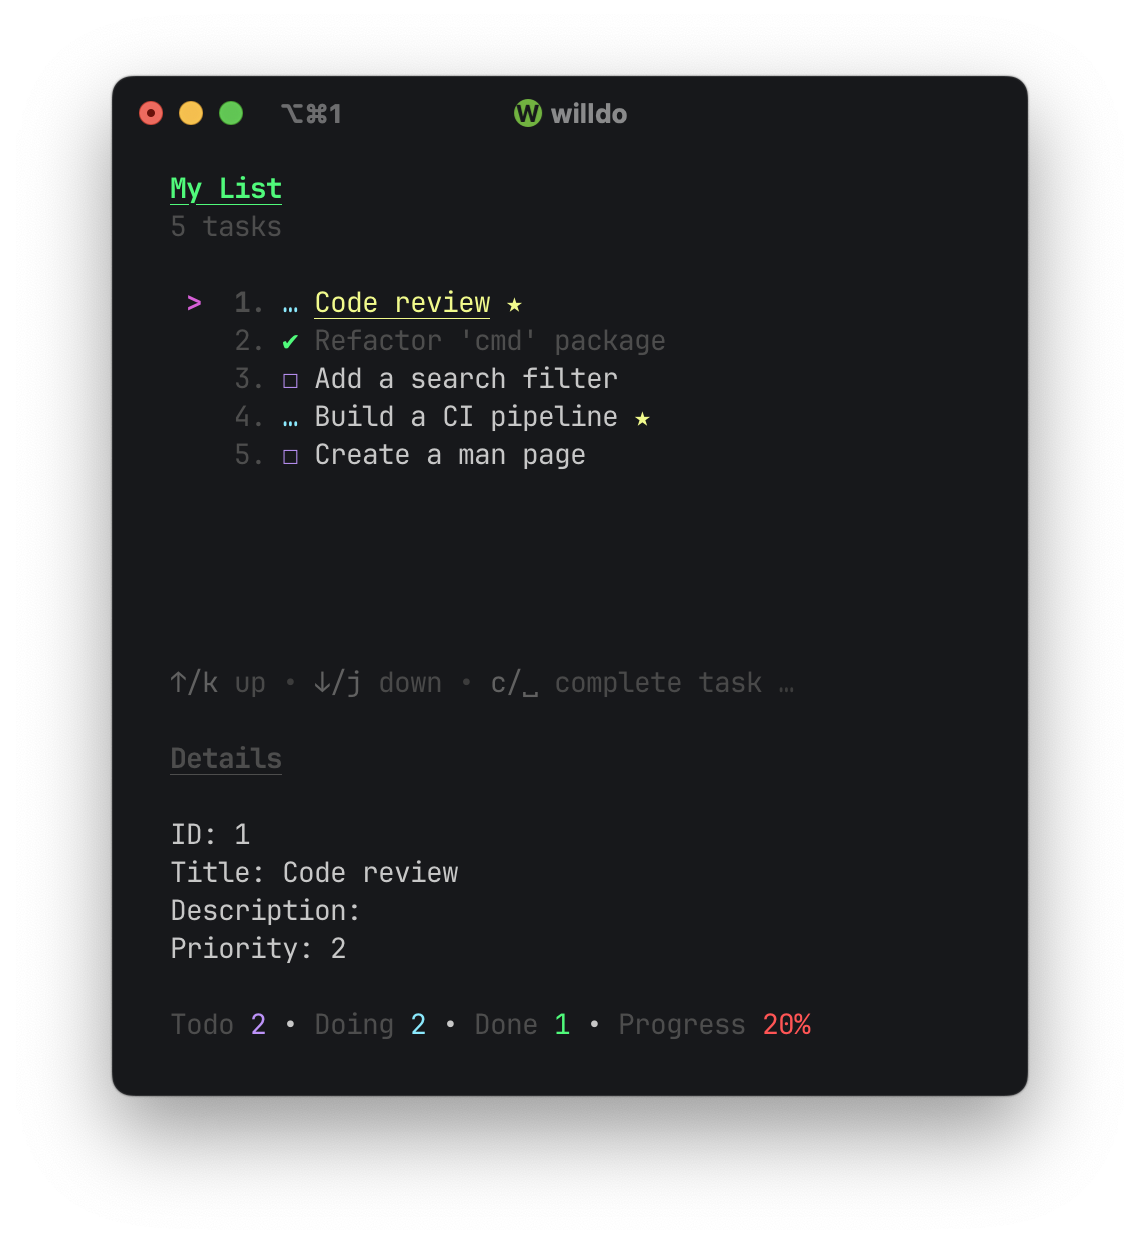 ⌥⌘1 W willdo
My List
5 tasks
> 1. … Code review ★
2. ✔ Refactor 'cmd' package
3. □ Add a search filter
4. … Build a CI pipeline ★
5. □ Create a man page
↑/k up • ↓/j down • c/␣ complete task …
Details
ID: 1
Title: Code review
Description:
Priority: 2
Todo 2 • Doing 2 • Done 1 • Progress 20%